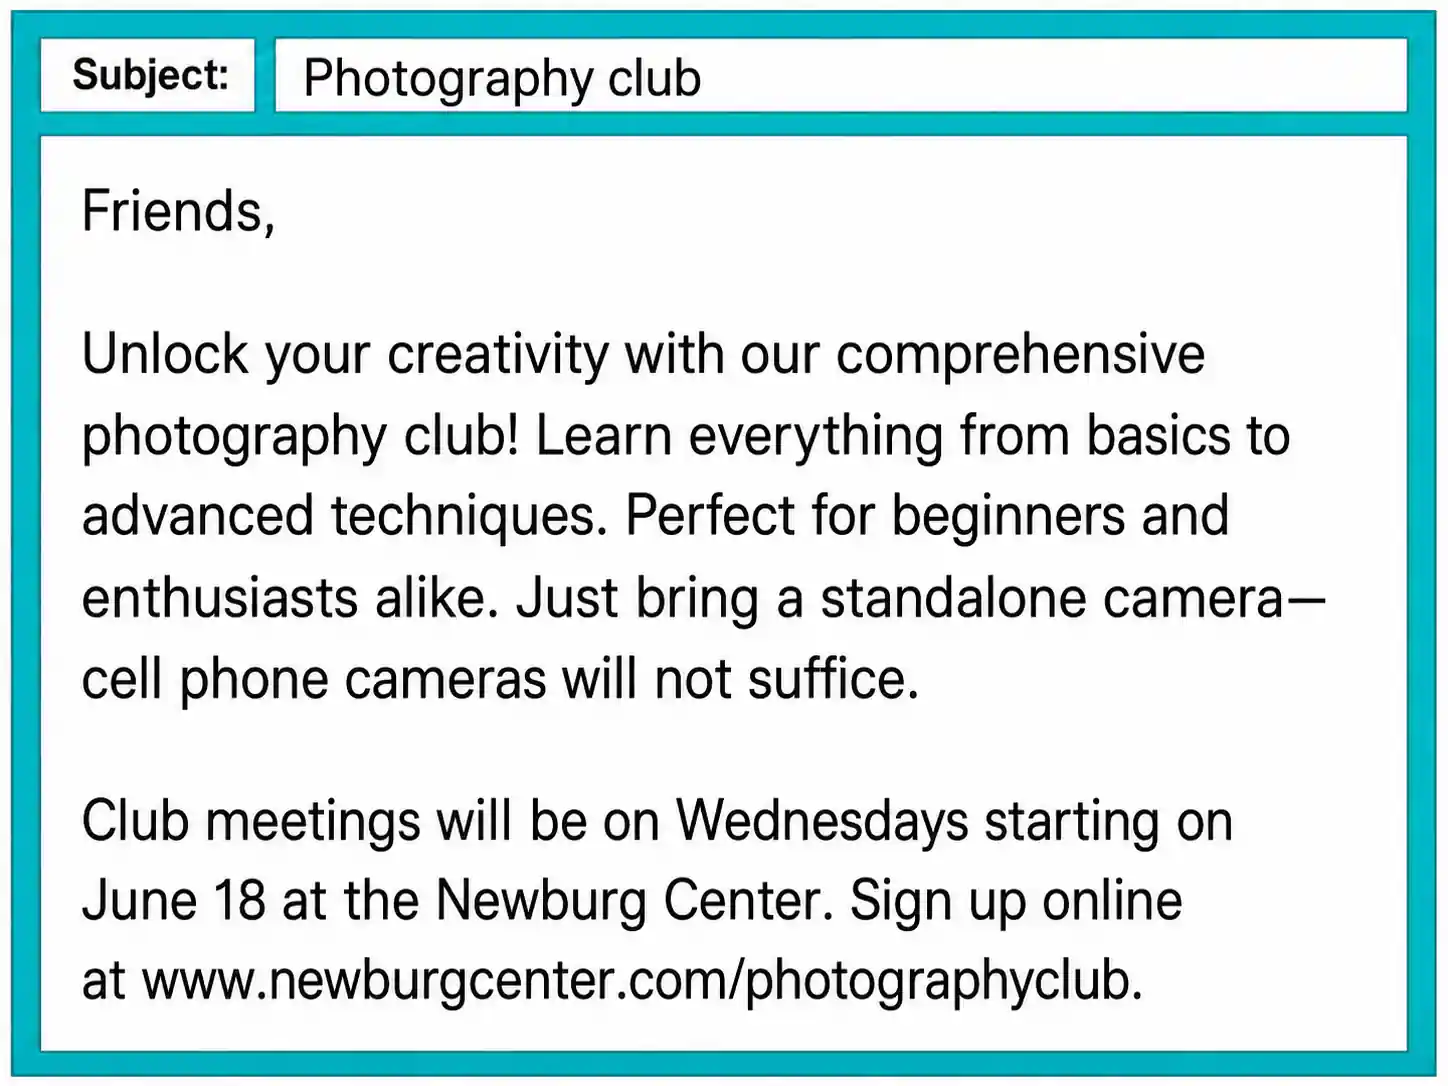 Subject: Photography club
Friends,
Unlock your creativity with our comprehensive
photography club! Learn everything from basics to
advanced techniques. Perfect for beginners and
enthusiasts alike. Just bring a standalone camera—
cell phone cameras will not suffice.
Club meetings will be on Wednesdays starting on
June 18 at the Newburg Center. Sign up online
at www.newburgcenter.com/photographyclub.